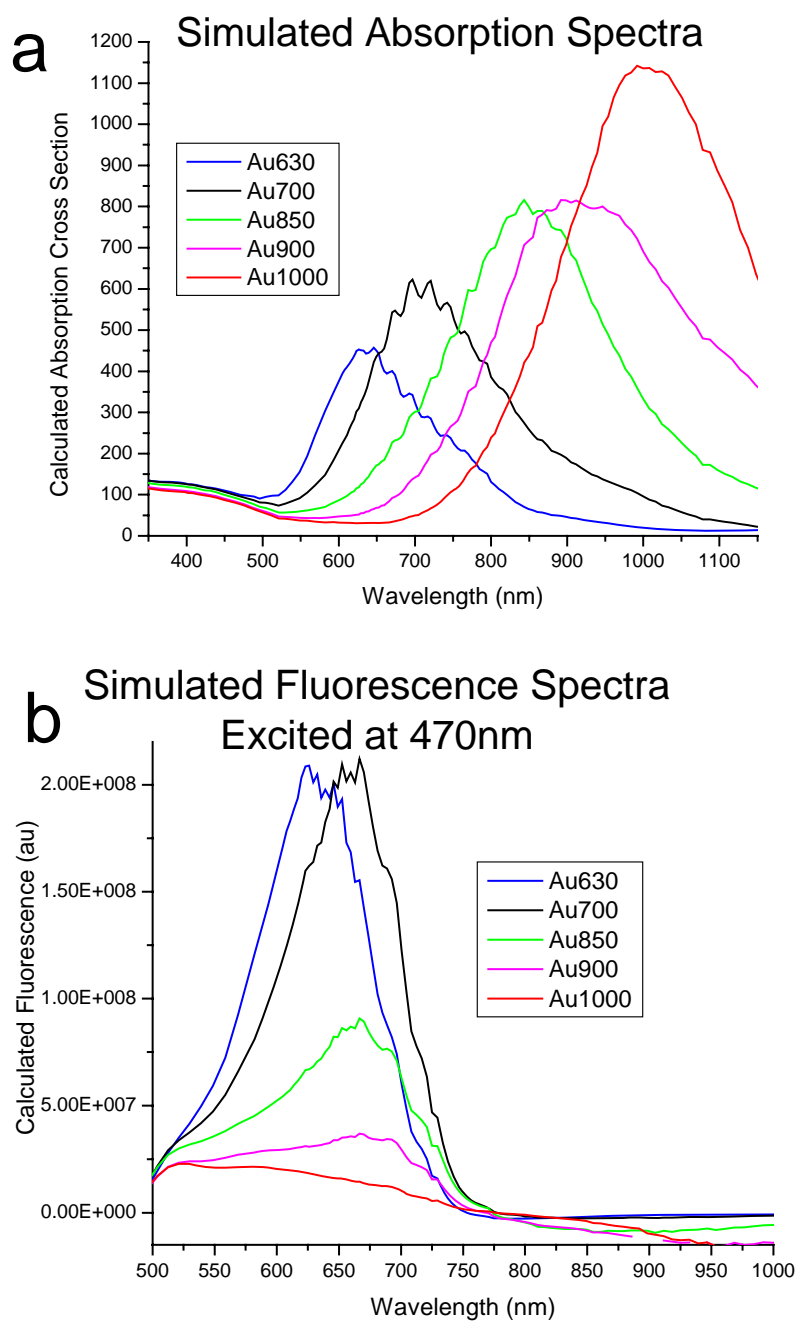 a
Simulated Absorption Spectra
Calculated Absorption Cross Section
1200
1100
1000
900
800
700
600
500
400
300
200
100
0
Au630
Au700
Au850
Au900
Au1000
400 500 600 700 800 900 1000 1100
Wavelength (nm)
b
Simulated Fluorescence Spectra
Excited at 470nm
Calculated Fluorescence (au)
2.00E+008
1.50E+008
1.00E+008
5.00E+007
0.00E+000
Au630
Au700
Au850
Au900
Au1000
500 550 600 650 700 750 800 850 900 950 1000
Wavelength (nm)